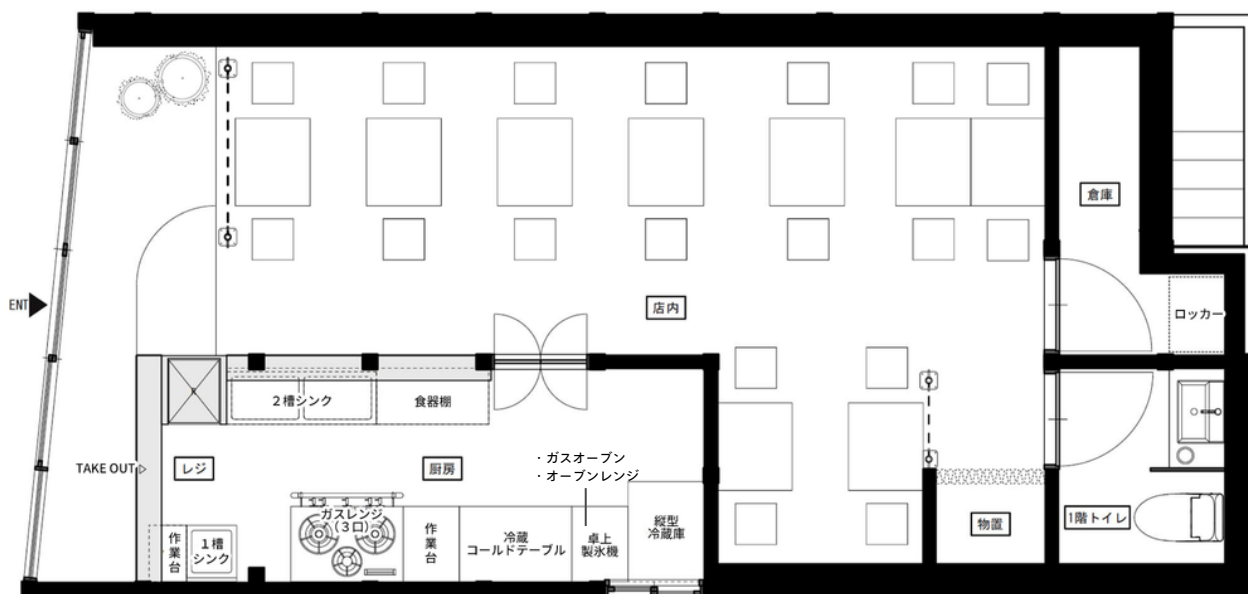 倉庫
ENT
店内
ロッカー
R
2槽シンク
食器棚
・ガスオーブン
・オーブンレンジ
TAKE OUT
レジ
厨房
ガスレンジ
（3口）
作業台
冷蔵
コールドテーブル
卓上
製氷機
縦型
冷蔵庫
作業台
1槽
シンク
物置
1階トイレ